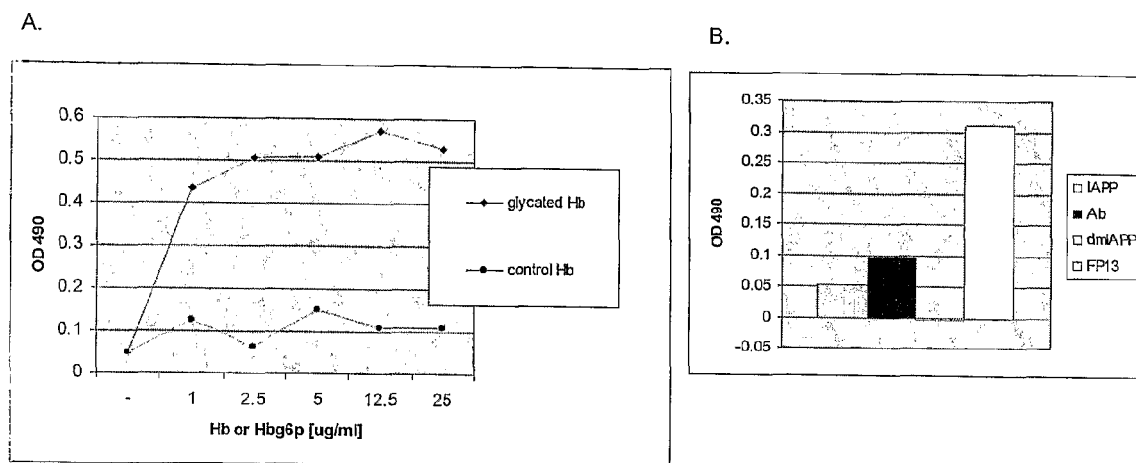 A.
0.6
0.5
0.4
0.3
0.2
0.1
0
OD 490
- 1 2.5 5 12.5 25
Hb or Hbg6p [ug/ml]
glycated Hb
control Hb
B.
0.35
0.3
0.25
0.2
0.15
0.1
0.05
0
-0.05
OD 490
IAPP
Ab
dmIAPP
FP13